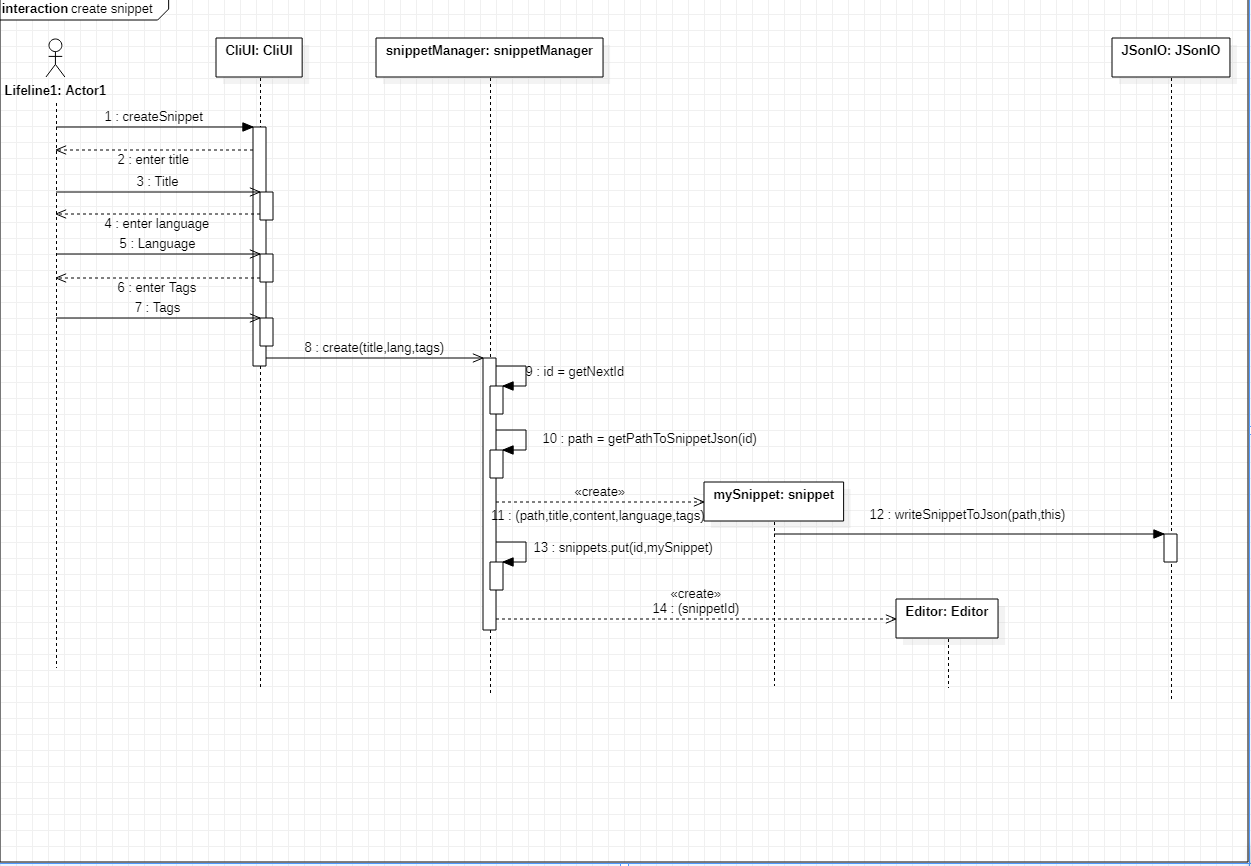 interaction create snippet
CliUI: CliUI
snippetManager: snippetManager
JSonIO: JSonIO
Lifeline1: Actor1
1 : createSnippet
2 : enter title
3 : Title
4 : enter language
5 : Language
6 : enter Tags
7 : Tags
8 : create(title,lang,tags)
9 : id = getNextId
10 : path = getPathToSnippetJson(id)
«create»
11 : (path,title,content,language,tags)
mySnippet: snippet
12 : writeSnippetToJson(path,this)
13 : snippets.put(id,mySnippet)
«create»
14 : (snippetId)
Editor: Editor